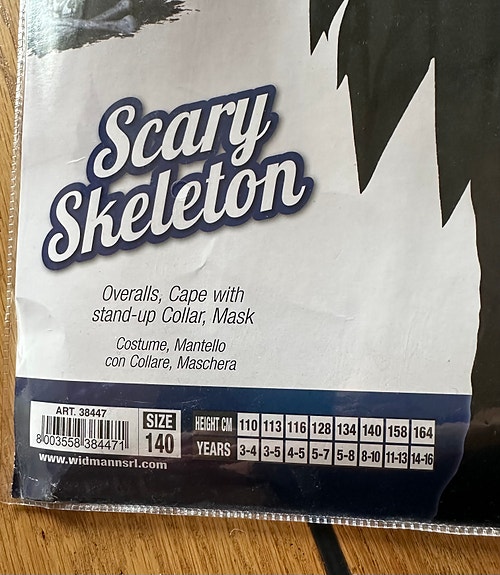 Scary
Skeleton
Overalls, Cape with
stand-up Collar, Mask
Costume, Mantello
con Collare, Maschera
ART. 38447
8 003558 384471
www.widmannsrl.com
SIZE
140
HEIGHT CM 110 113 116 128 134 140 158 164
YEARS 3-4 3-5 4-5 5-7 5-8 8-10 11-13 14-16